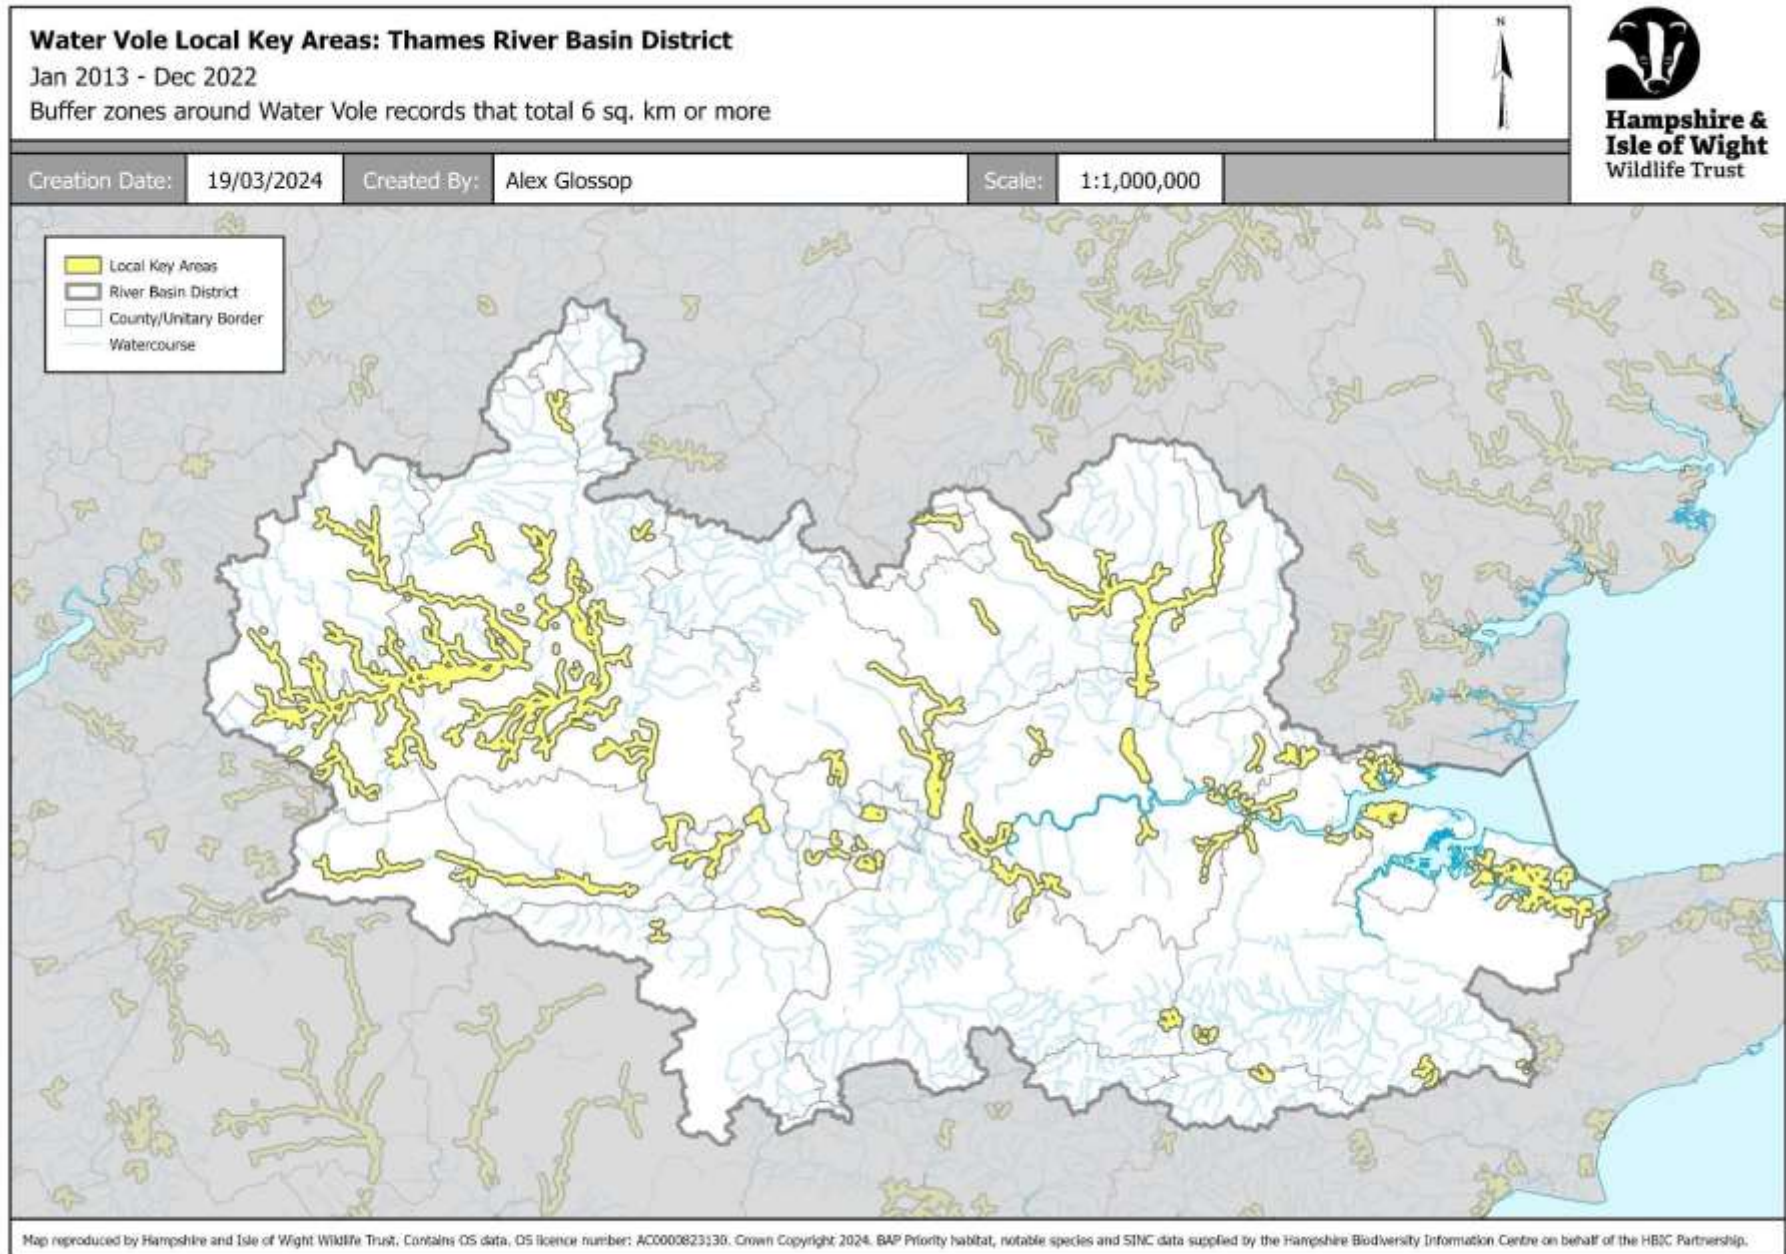 Water Vole Local Key Areas: Thames River Basin District
Jan 2013 - Dec 2022
Buffer zones around Water Vole records that total 6 sq. km or more
N
Hampshire &
Isle of Wight
Wildlife Trust
Creation Date: 19/03/2024 Created By: Alex Glossop Scale: 1:1,000,000
Local Key Areas
River Basin District
County/Unitary Border
Watercourse
Map reproduced by Hampshire and Isle of Wight Wildlife Trust. Contains OS data. OS licence number: AC0000823130. Crown Copyright 2024. BAP Priority habitat, notable species and SINC data supplied by the Hampshire Biodiversity Information Centre on behalf of the HBIC Partnership.